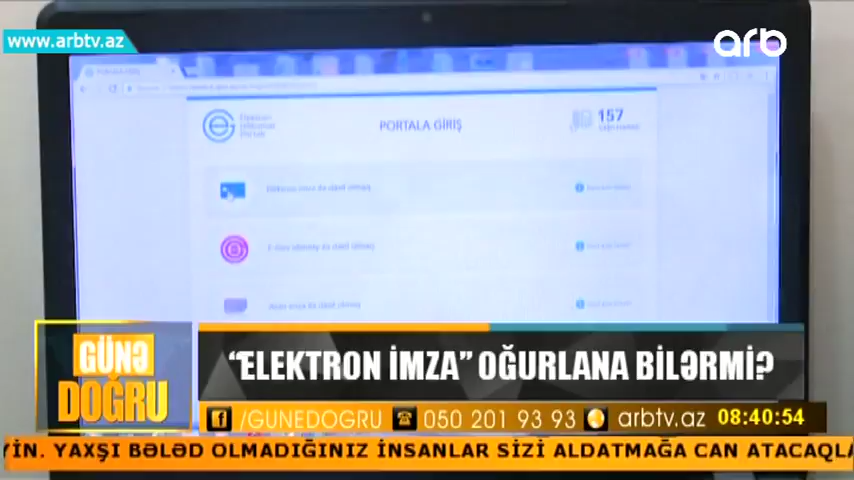 www.arbtv.az
arb
PORTALA GİRİŞ
157
GÜNƏ
DOĞRU
“ELEKTRON İMZA” OĞURLANA BİLƏRMİ?
/GUNEDOGRU 050 201 93 93 arbtv.az 08:40:54
YİN. YAXŞI BƏLƏD OLMADIĞINIZ İNSANLAR SİZİ ALDATMAĞA CAN ATACAQLA